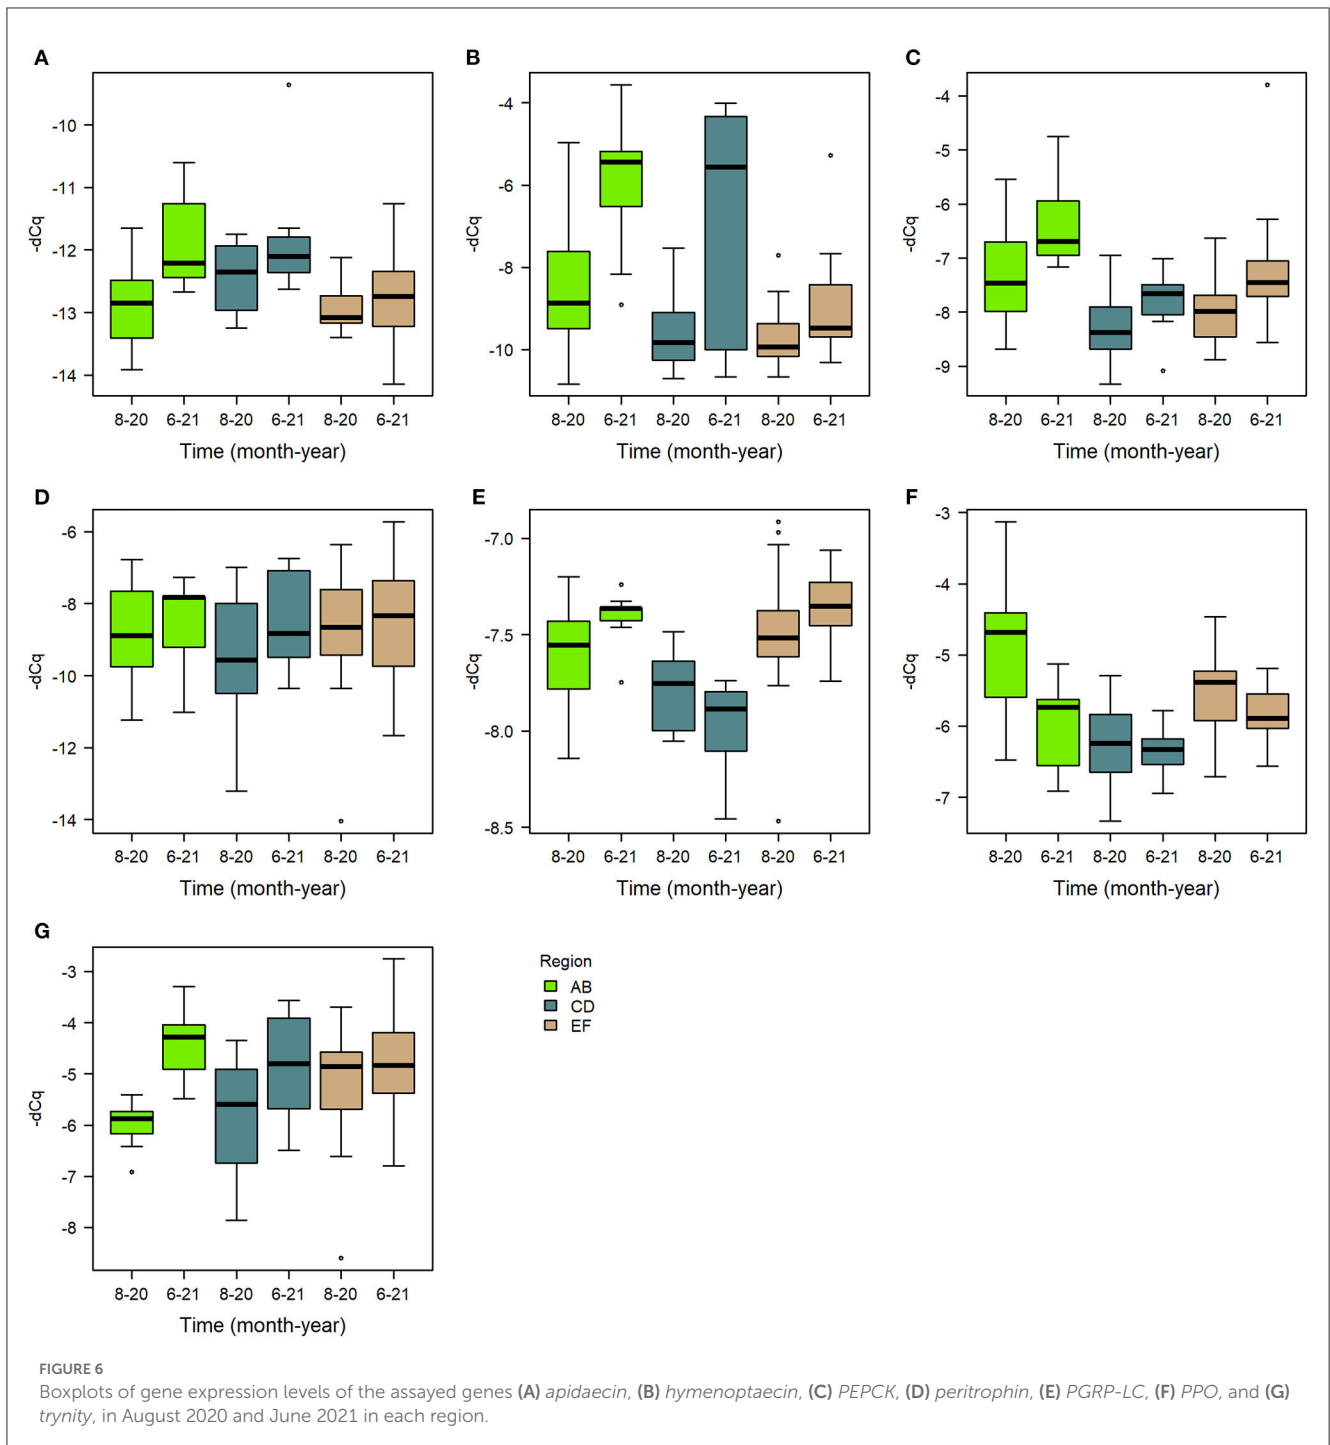 A
-10
-11
-12
-13
-14
-dCq
8-20 6-21 8-20 6-21 8-20 6-21
Time (month-year)
B
-4
-6
-8
-10
-dCq
8-20 6-21 8-20 6-21 8-20 6-21
Time (month-year)
C
-4
-5
-6
-7
-8
-9
-dCq
8-20 6-21 8-20 6-21 8-20 6-21
Time (month-year)
D
-6
-8
-10
-12
-14
-dCq
8-20 6-21 8-20 6-21 8-20 6-21
Time (month-year)
E
-7.0
-7.5
-8.0
-8.5
-dCq
8-20 6-21 8-20 6-21 8-20 6-21
Time (month-year)
F
-3
-4
-5
-6
-7
-dCq
8-20 6-21 8-20 6-21 8-20 6-21
Time (month-year)
G
-3
-4
-5
-6
-7
-8
-dCq
8-20 6-21 8-20 6-21 8-20 6-21
Time (month-year)
Region
AB
CD
EF
FIGURE 6
Boxplots of gene expression levels of the assayed genes (A) apidaecin, (B) hymenoptaecin, (C) PEPCK, (D) peritrophin, (E) PGRP-LC, (F) PPO, and (G)
trynity, in August 2020 and June 2021 in each region.